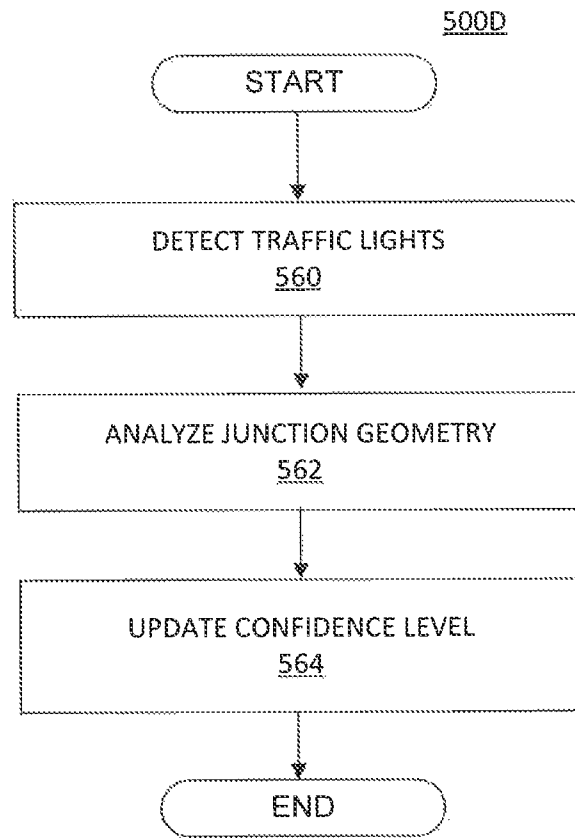 500D
START
DETECT TRAFFIC LIGHTS
560
ANALYZE JUNCTION GEOMETRY
562
UPDATE CONFIDENCE LEVEL
564
END